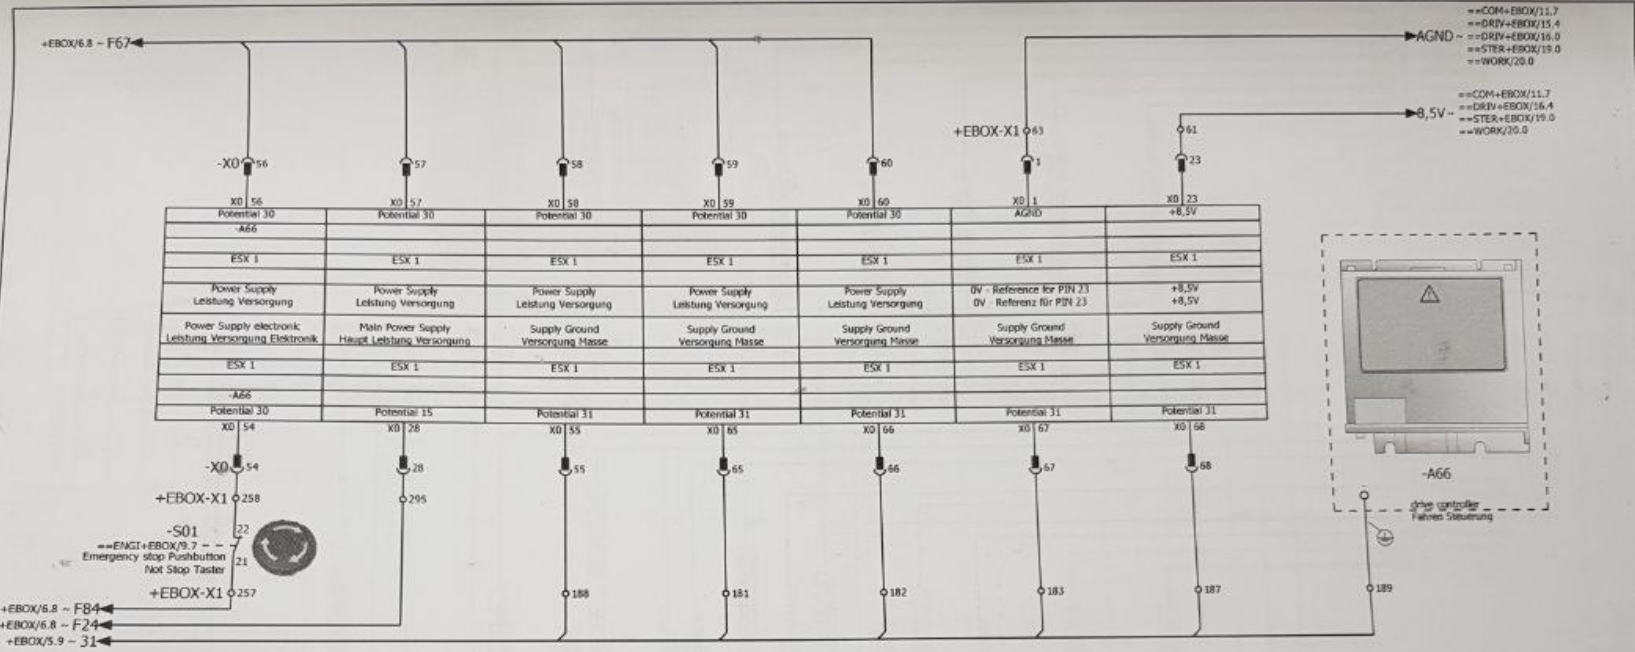 ==COM+EBOX/11.7
==DRIV+EBOX/15.4
+EBOX/6.8 ~ F67
AGND ~ ==DRIV+EBOX/16.0
==STER+EBOX/19.0
==WORK/20.0
==COM+EBOX/11.7
==DRIV+EBOX/16.4
8,5V ~ ==STER+EBOX/19.0
==WORK/20.0
+EBOX-X1 63 61
-X0 56 57 58 59 60 1 23
X0 56 X0 57 X0 58 X0 59 X0 60 X0 1 X0 23
Potential 30 Potential 30 Potential 30 Potential 30 Potential 30 AGND +8,5V
-A66
ESX 1 ESX 1 ESX 1 ESX 1 ESX 1 ESX 1 ESX 1
Power Supply Power Supply Power Supply Power Supply Power Supply 0V - Reference for PIN 23 +8,5V
Leistung Versorgung Leistung Versorgung Leistung Versorgung Leistung Versorgung Leistung Versorgung 0V - Referenz für PIN 23 +8,5V
Power Supply electronic Main Power Supply Supply Ground Supply Ground Supply Ground Supply Ground Supply Ground
Leistung Versorgung Elektronik Haupt Leistung Versorgung Versorgung Masse Versorgung Masse Versorgung Masse Versorgung Masse Versorgung Masse
ESX 1 ESX 1 ESX 1 ESX 1 ESX 1 ESX 1 ESX 1
-A66
Potential 30 Potential 15 Potential 31 Potential 31 Potential 31 Potential 31 Potential 31
X0 54 X0 28 X0 55 X0 65 X0 66 X0 67 X0 68
-X0 54 28 55 65 66 67 68
-A66
+EBOX-X1 258 295
drive controller
Fahren Steuerung
-S01 22
==ENGI+EBOX/9.7
Emergency stop Pushbutton
Not Stop Taster
21
+EBOX-X1 257 188 181 182 183 187 189
+EBOX/6.8 ~ F84
+EBOX/6.8 ~ F24
+EBOX/5.9 ~ 31